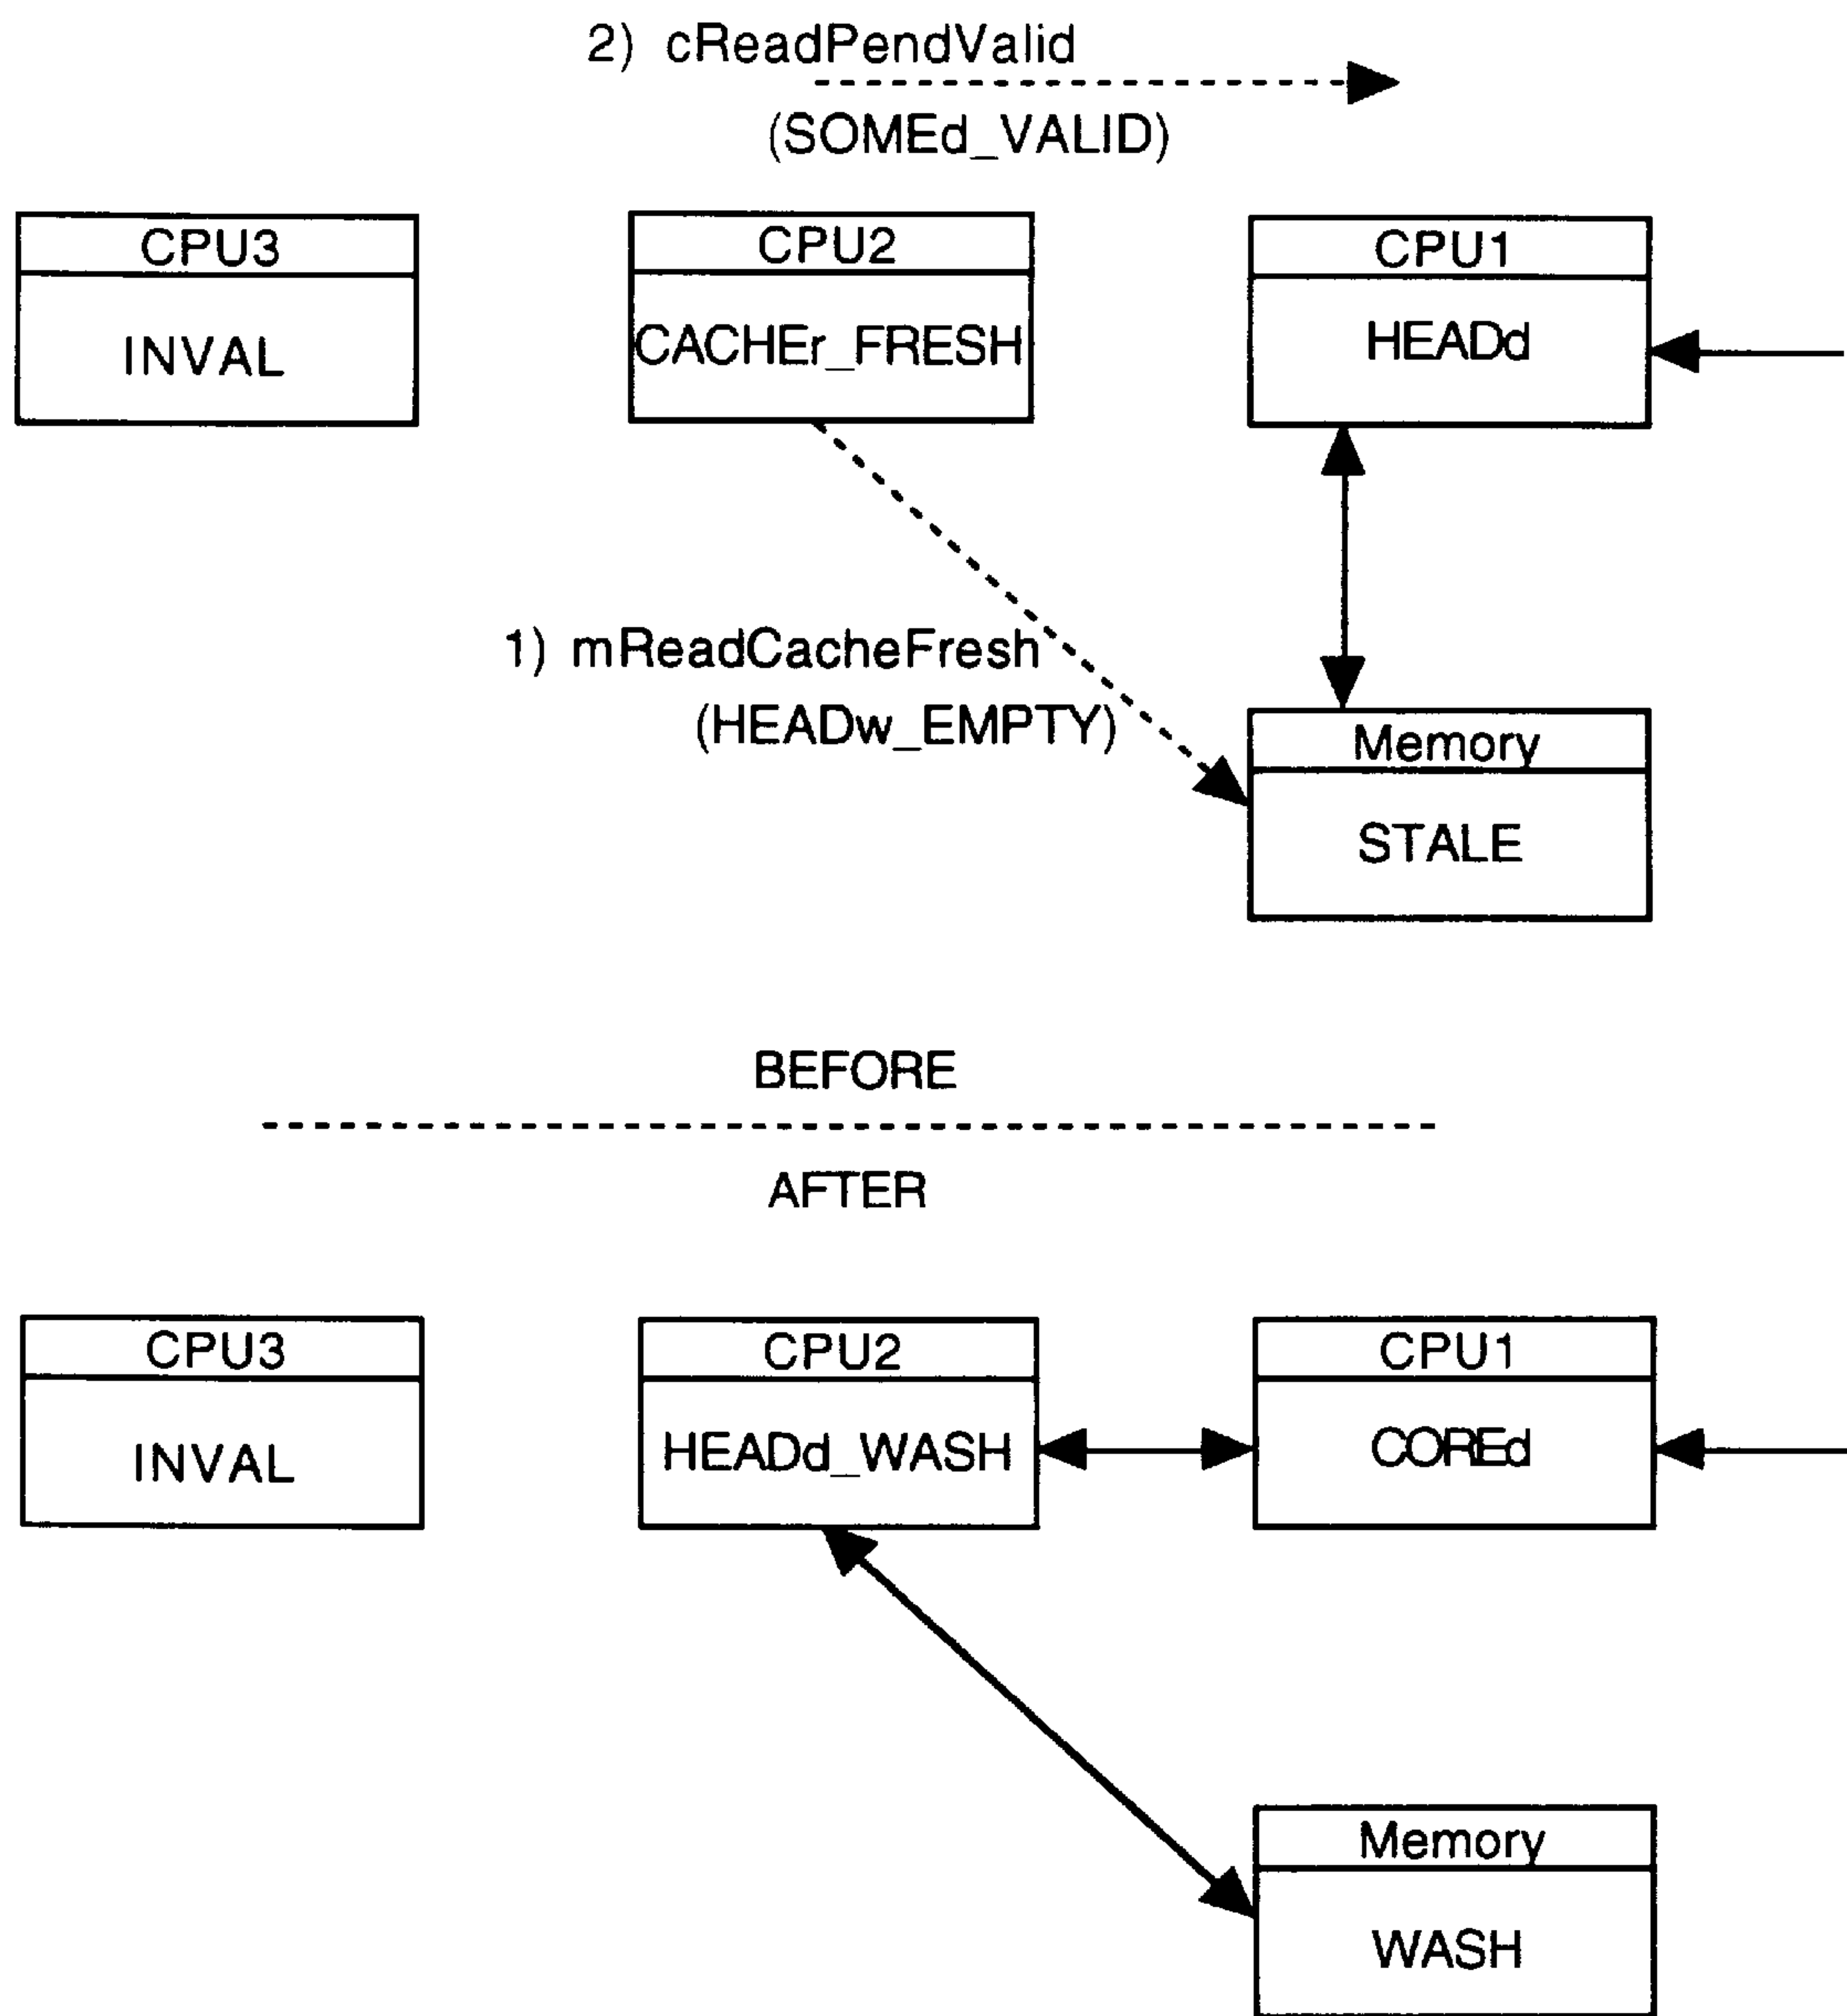 2) cReadPendValid
(SOMEd_VALID)
CPU3
INVAL
CPU2
CACHEr_FRESH
CPU1
HEADd
1) mReadCacheFresh
(HEADw_EMPTY)
Memory
STALE
BEFORE
AFTER
CPU3
INVAL
CPU2
HEADd_WASH
CPU1
COREd
Memory
WASH